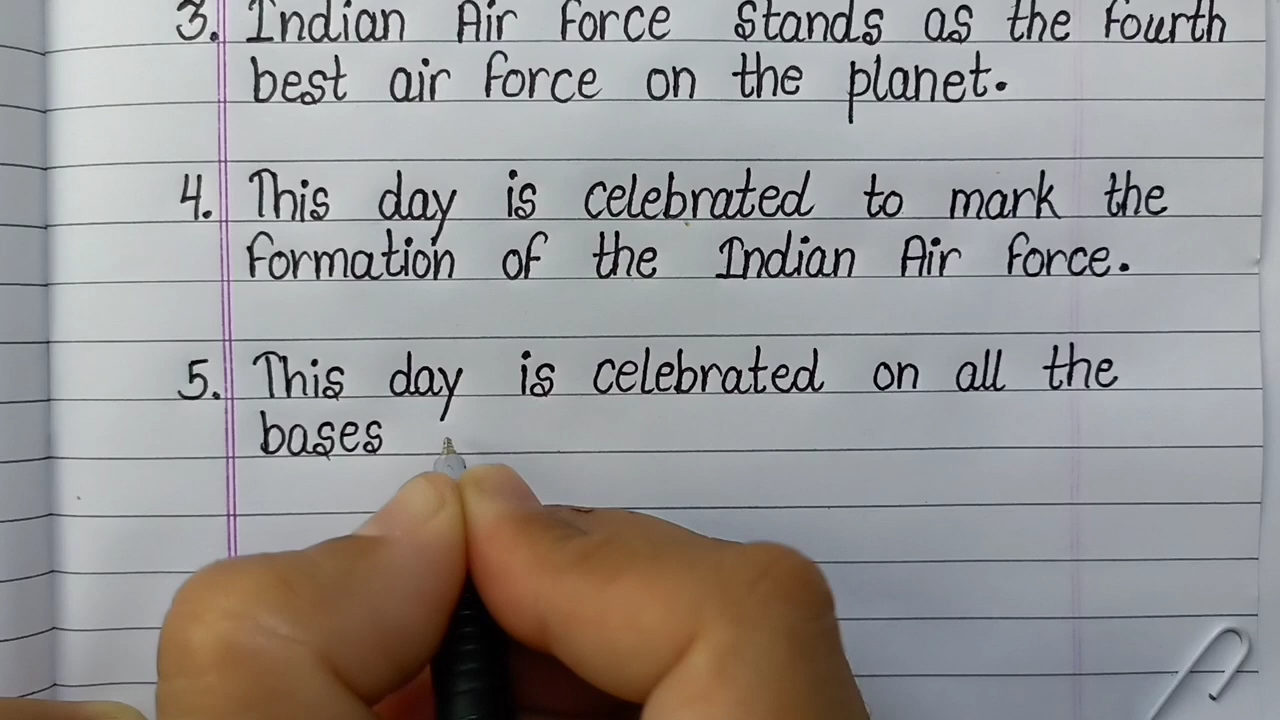 3. Indian Air Force stands as the fourth
best air force on the planet.
4. This day is celebrated to mark the
formation of the Indian Air Force.
5. This day is celebrated on all the
bases